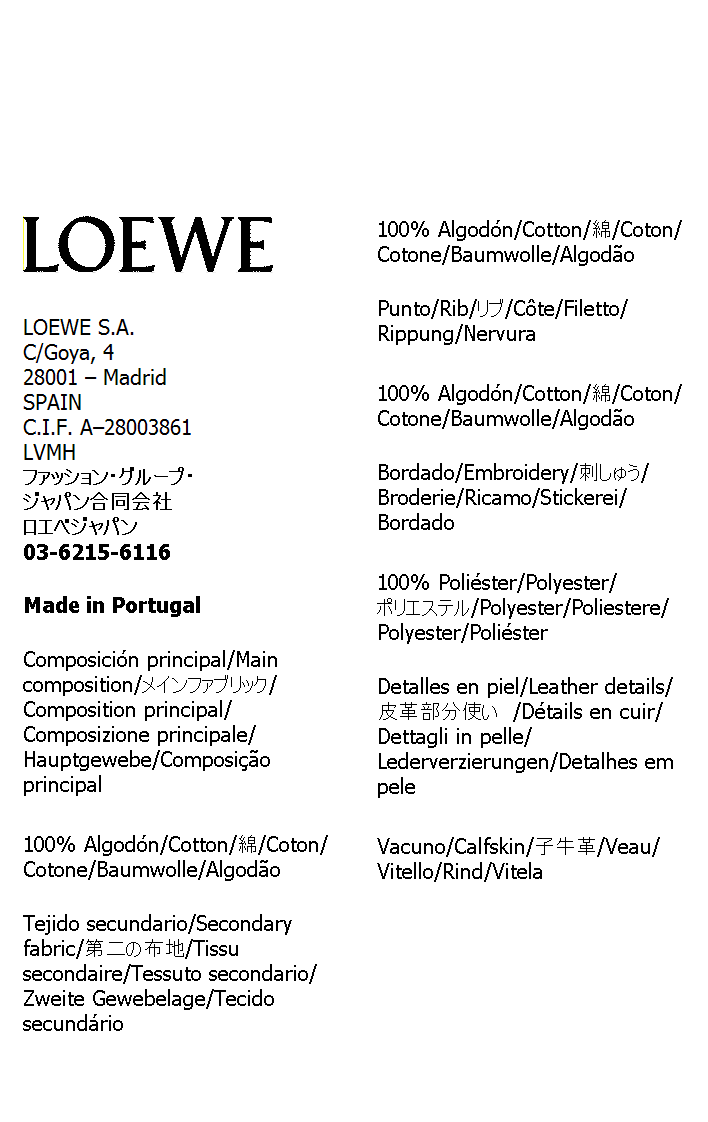 LOEWE
LOEWE S.A.
C/Goya, 4
28001 – Madrid
SPAIN
C.I.F. A–28003861
LVMH
ファッション・グループ・
ジャパン合同会社
ロエベジャパン
03-6215-6116
Made in Portugal
Composición principal/Main
composition/メインファブリック/
Composition principal/
Composizione principale/
Hauptgewebe/Composição
principal
100% Algodón/Cotton/綿/Coton/
Cotone/Baumwolle/Algodão
Tejido secundario/Secondary
fabric/第二の布地/Tissu
secondaire/Tessuto secondario/
Zweite Gewebelage/Tecido
secundário
100% Algodón/Cotton/綿/Coton/
Cotone/Baumwolle/Algodão
Punto/Rib/リブ/Côte/Filetto/
Rippung/Nervura
100% Algodón/Cotton/綿/Coton/
Cotone/Baumwolle/Algodão
Bordado/Embroidery/刺しゅう/
Broderie/Ricamo/Stickerei/
Bordado
100% Poliéster/Polyester/
ポリエステル/Polyester/Poliestere/
Polyester/Poliéster
Detalles en piel/Leather details/
皮革部分使い /Détails en cuir/
Dettagli in pelle/
Lederverzierungen/Detalhes em
pele
Vacuno/Calfskin/子牛革/Veau/
Vitello/Rind/Vitela